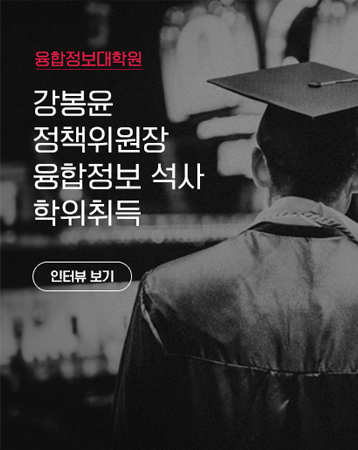 융합정보대학원
강봉윤
정책위원장
융합정보 석사
학위취득
인터뷰 보기